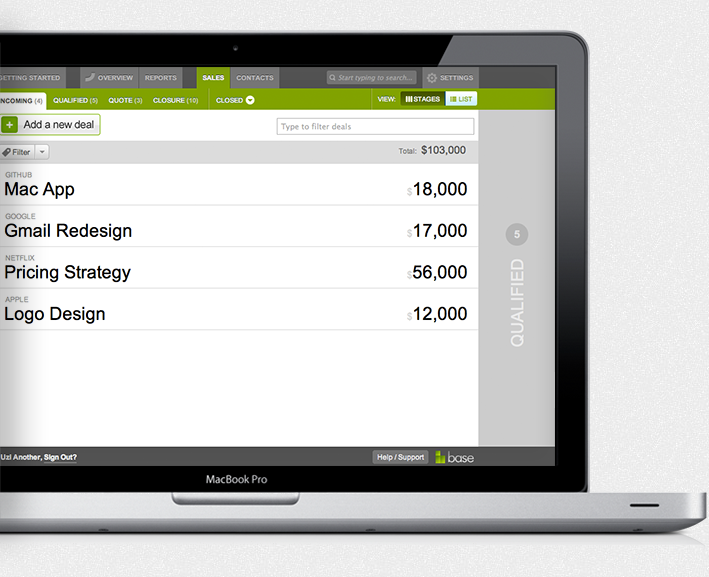 GETTING STARTED OVERVIEW REPORTS SALES CONTACTS Start typing to search... SETTINGS
INCOMING (4) QUALIFIED (5) QUOTE (3) CLOSURE (10) CLOSED VIEW: STAGES LIST
Add a new deal Type to filter deals
Filter Total: $103,000
GITHUB
Mac App $18,000
GOOGLE
Gmail Redesign $17,000
NETFLIX
Pricing Strategy $56,000
APPLE
Logo Design $12,000
5
QUALIFIED
Uzi Another, Sign Out? Help / Support base
MacBook Pro